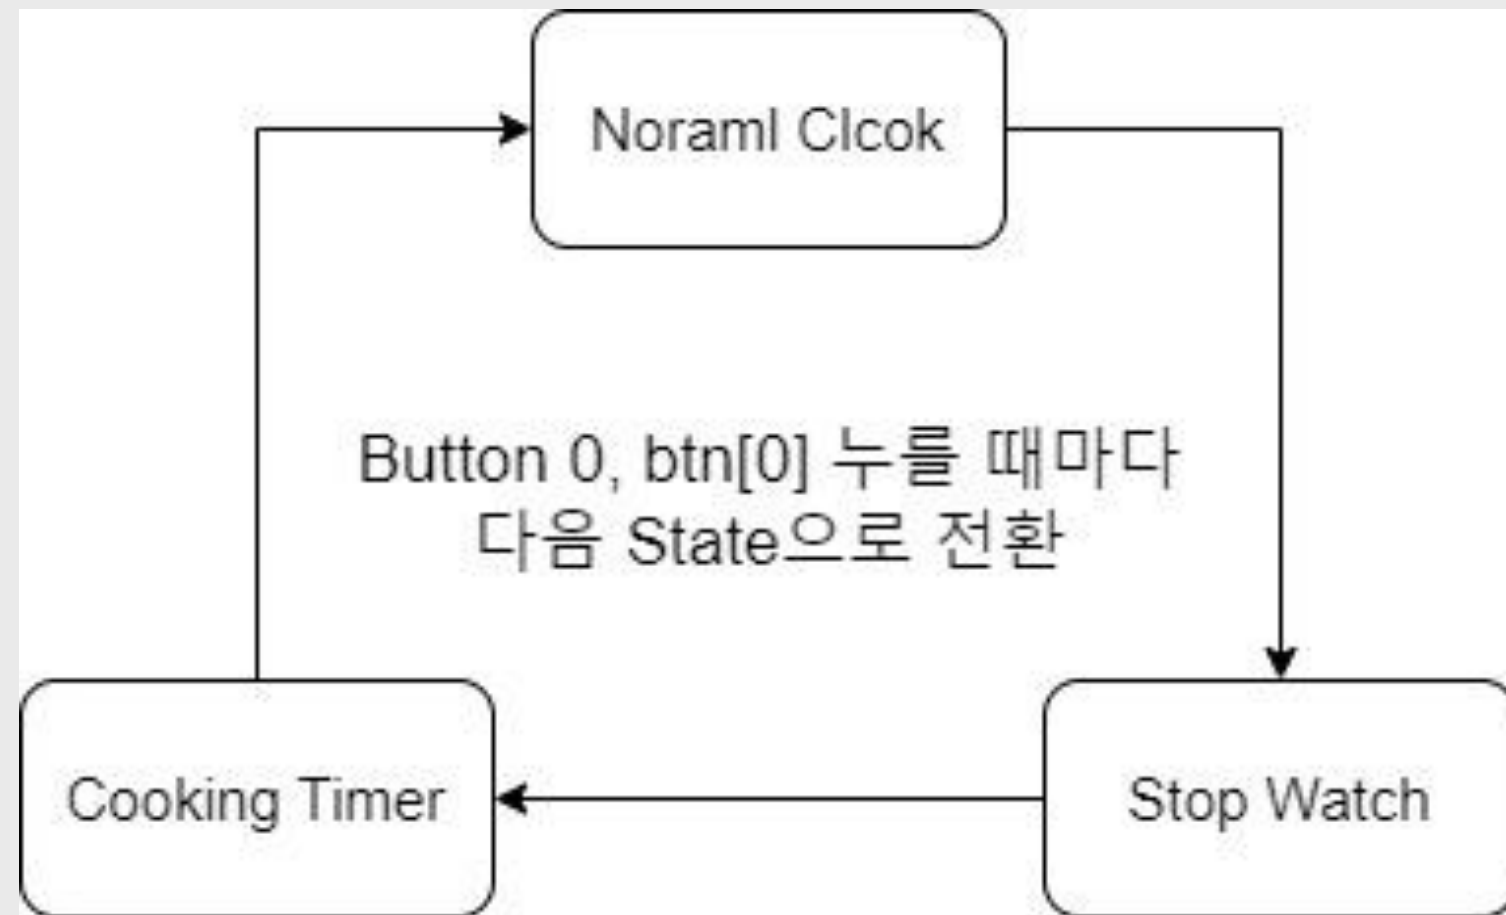 Noraml Clcok
Button 0, btn[0] 누를 때마다
다음 State으로 전환
Cooking Timer
Stop Watch